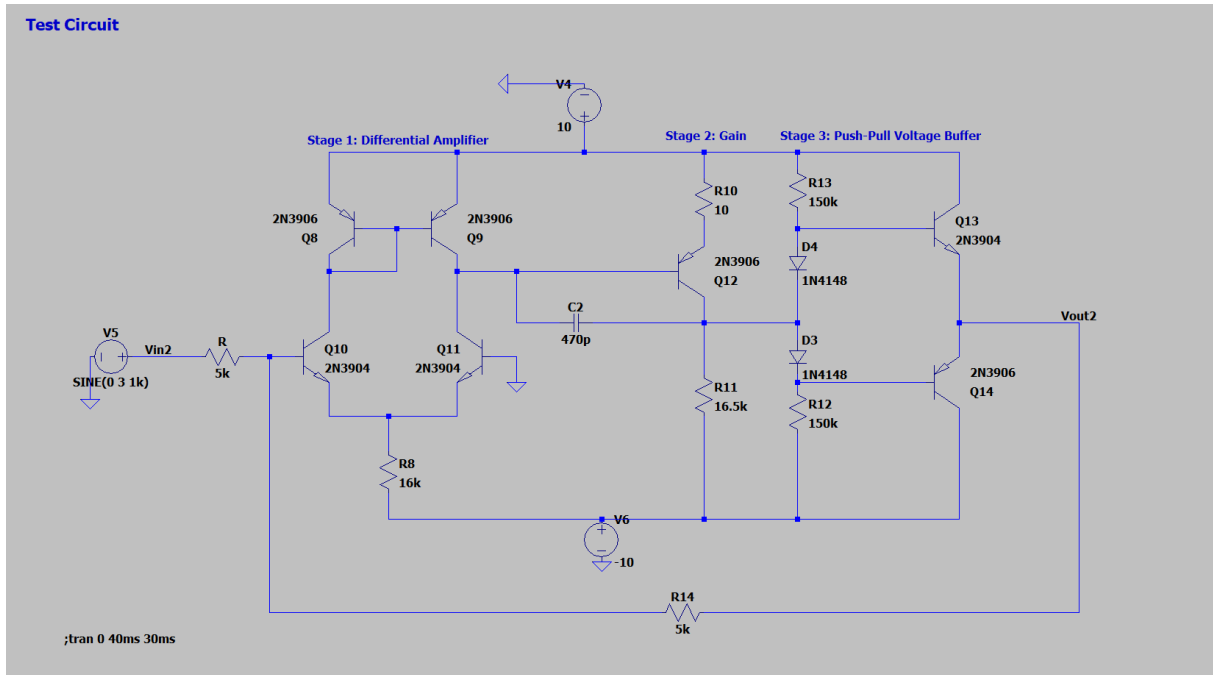 Test Circuit
V4
10
Stage 1: Differential Amplifier
Stage 2: Gain
Stage 3: Push-Pull Voltage Buffer
R10
10
R13
150k
2N3906
Q8
2N3906
Q9
Q13
2N3904
D4
1N4148
2N3906
Q12
C2
470p
Vout2
V5
Vin2
SINE(0 3 1k)
R
5k
Q10
2N3904
Q11
2N3904
D3
1N4148
2N3906
Q14
R11
16.5k
R12
150k
R8
16k
V6
-10
R14
5k
;tran 0 40ms 30ms